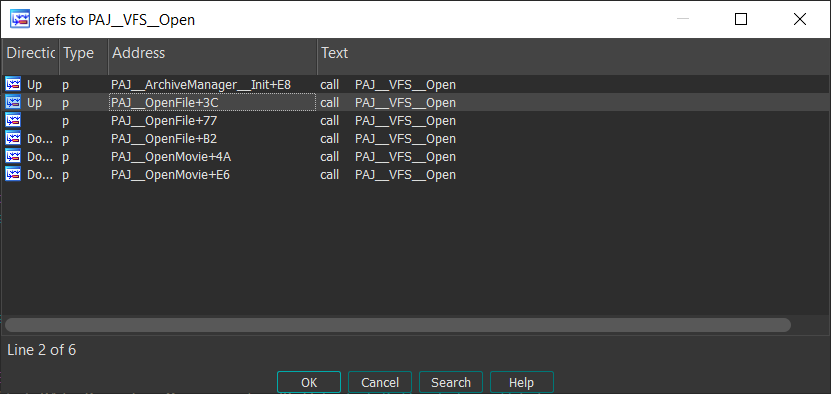 xrefs to PAJ__VFS__Open
Directic Type Address Text
Up p PAJ__ArchiveManager__Init+E8 call PAJ__VFS__Open
Up p PAJ__OpenFile+3C call PAJ__VFS__Open
p PAJ__OpenFile+77 call PAJ__VFS__Open
Do... p PAJ__OpenFile+B2 call PAJ__VFS__Open
Do... p PAJ__OpenMovie+4A call PAJ__VFS__Open
Do... p PAJ__OpenMovie+E6 call PAJ__VFS__Open
Line 2 of 6
OK Cancel Search Help